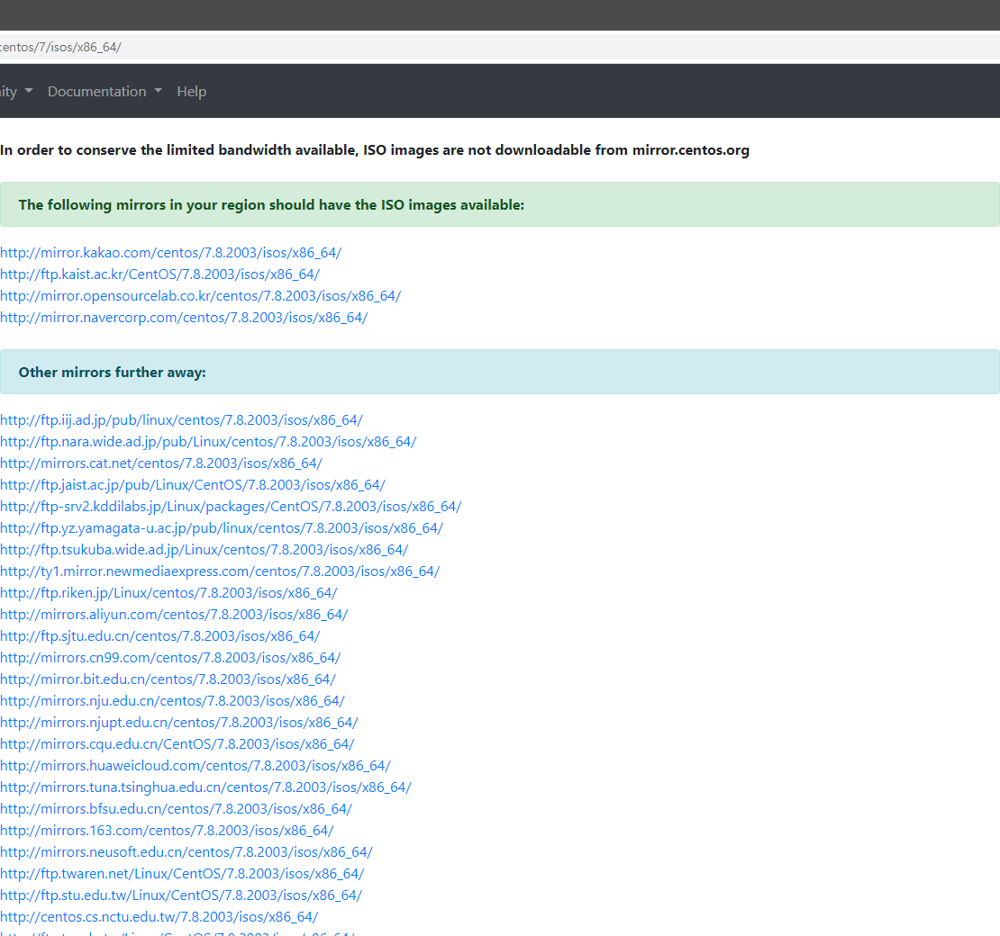 centos/7/isos/x86_64/
ity Documentation Help
In order to conserve the limited bandwidth available, ISO images are not downloadable from mirror.centos.org
The following mirrors in your region should have the ISO images available:
http://mirror.kakao.com/centos/7.8.2003/isos/x86_64/
http://ftp.kaist.ac.kr/CentOS/7.8.2003/isos/x86_64/
http://mirror.opensourcelab.co.kr/centos/7.8.2003/isos/x86_64/
http://mirror.navercorp.com/centos/7.8.2003/isos/x86_64/
Other mirrors further away:
http://ftp.iij.ad.jp/pub/linux/centos/7.8.2003/isos/x86_64/
http://ftp.nara.wide.ad.jp/pub/Linux/centos/7.8.2003/isos/x86_64/
http://mirrors.cat.net/centos/7.8.2003/isos/x86_64/
http://ftp.jaist.ac.jp/pub/Linux/CentOS/7.8.2003/isos/x86_64/
http://ftp-srv2.kddilabs.jp/Linux/packages/CentOS/7.8.2003/isos/x86_64/
http://ftp.yz.yamagata-u.ac.jp/pub/linux/centos/7.8.2003/isos/x86_64/
http://ftp.tsukuba.wide.ad.jp/Linux/centos/7.8.2003/isos/x86_64/
http://ty1.mirror.newmediaexpress.com/centos/7.8.2003/isos/x86_64/
http://ftp.riken.jp/Linux/centos/7.8.2003/isos/x86_64/
http://mirrors.aliyun.com/centos/7.8.2003/isos/x86_64/
http://ftp.sjtu.edu.cn/centos/7.8.2003/isos/x86_64/
http://mirrors.cn99.com/centos/7.8.2003/isos/x86_64/
http://mirror.bit.edu.cn/centos/7.8.2003/isos/x86_64/
http://mirrors.nju.edu.cn/centos/7.8.2003/isos/x86_64/
http://mirrors.njupt.edu.cn/centos/7.8.2003/isos/x86_64/
http://mirrors.cqu.edu.cn/CentOS/7.8.2003/isos/x86_64/
http://mirrors.huaweicloud.com/centos/7.8.2003/isos/x86_64/
http://mirrors.tuna.tsinghua.edu.cn/centos/7.8.2003/isos/x86_64/
http://mirrors.bfsu.edu.cn/centos/7.8.2003/isos/x86_64/
http://mirrors.163.com/centos/7.8.2003/isos/x86_64/
http://mirrors.neusoft.edu.cn/centos/7.8.2003/isos/x86_64/
http://ftp.twaren.net/Linux/CentOS/7.8.2003/isos/x86_64/
http://ftp.stu.edu.tw/Linux/CentOS/7.8.2003/isos/x86_64/
http://centos.cs.nctu.edu.tw/7.8.2003/isos/x86_64/